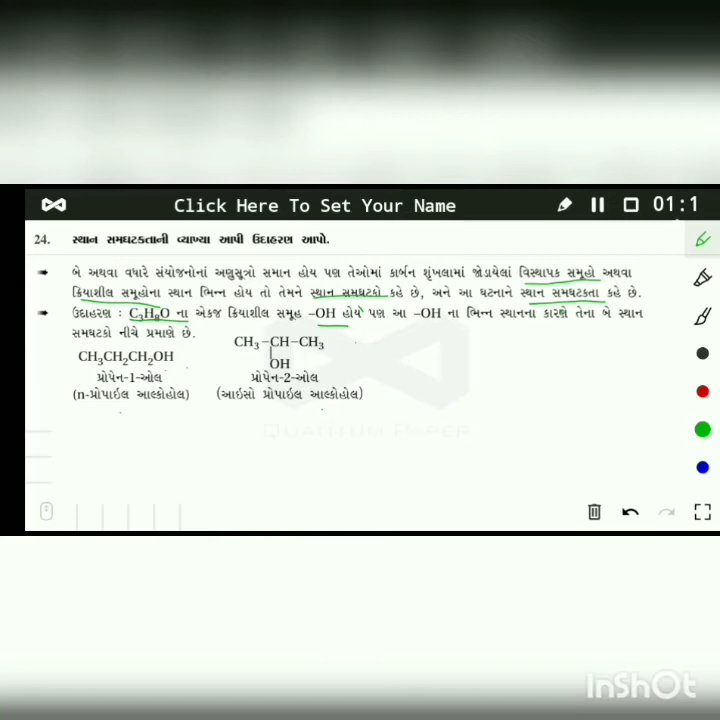 Click Here To Set Your Name
01:1
24. સ્થાન સમઘટકતાની વ્યાખ્યા આપી ઉદાહરણ આપો.
➡ બે અથવા વધારે સંયોજનોનાં અણુસૂત્રો સમાન હોય પણ તેઓમાં કાર્બન શૃંખલામાં જોડાયેલાં વિસ્થાપક સમૂહો અથવા
ક્રિયાશીલ સમૂહોના સ્થાન ભિન્ન હોય તો તેમને સ્થાન સમઘટકો કહે છે, અને આ ઘટનાને સ્થાન સમઘટકતા કહે છે.
➡ ઉદાહરણ : C₃H₈O ના એકજ ક્રિયાશીલ સમૂહ –OH હોય પણ આ –OH ના ભિન્ન સ્થાનના કારણે તેના બે સ્થાન
સમઘટકો નીચે પ્રમાણે છે.
CH₃CH₂CH₂OH
પ્રોપેન-1-ઓલ
(n-પ્રોપાઇલ આલ્કોહોલ)
CH₃–CH–CH₃
|
OH
પ્રોપેન-2-ઓલ
(આઇસો પ્રોપાઇલ આલ્કોહોલ)
QUANTUM PAPER
InShOt